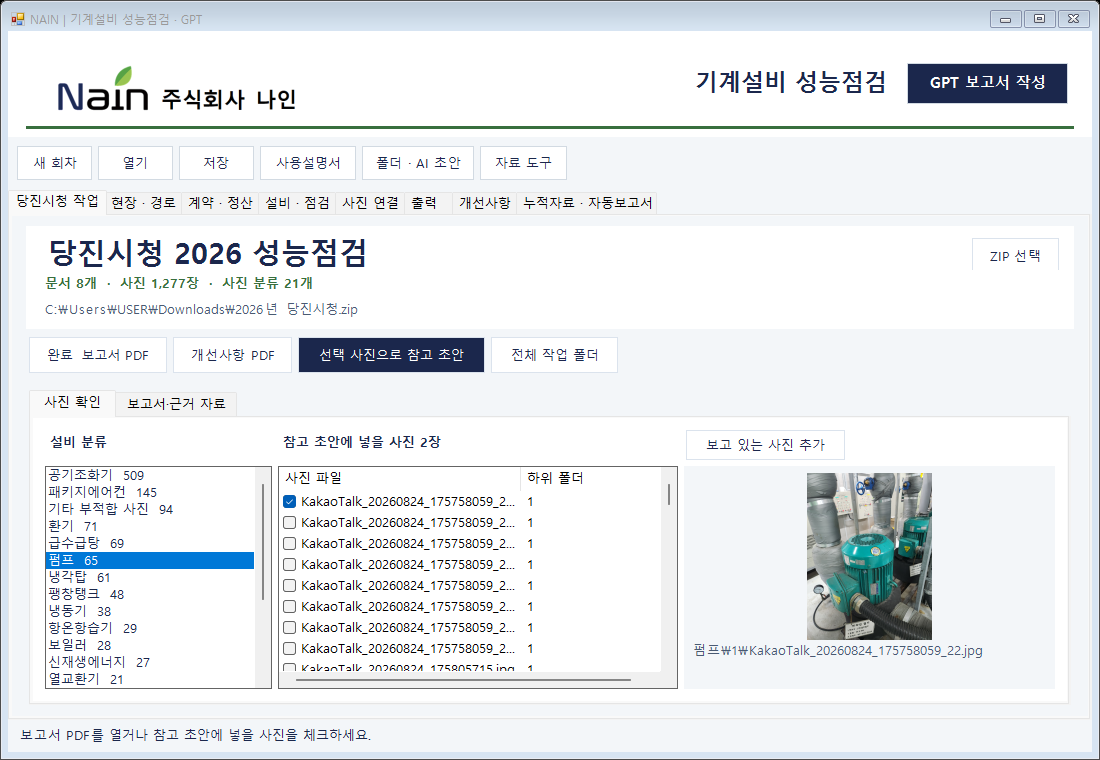 NAIN | 기계설비 성능점검 · GPT
Nain 주식회사 나인
기계설비 성능점검
GPT 보고서 작성
새 회차
열기
저장
사용설명서
폴더 · AI 초안
자료 도구
당진시청 작업
현장 · 경로
계약 · 정산
설비 · 점검
사진 연결
출력
개선사항
누적자료 · 자동보고서
당진시청 2026 성능점검
문서 8개 · 사진 1,277장 · 사진 분류 21개
C:₩Users₩USER₩Downloads₩2026년 당진시청.zip
ZIP 선택
완료 보고서 PDF
개선사항 PDF
선택 사진으로 참고 초안
전체 작업 폴더
사진 확인
보고서·근거 자료
설비 분류
공기조화기 509
패키지에어컨 145
기타 부적합 사진 94
환기 71
급수급탕 69
펌프 65
냉각탑 61
팽창탱크 48
냉동기 38
항온항습기 29
보일러 28
신재생에너지 27
열교환기 21
참고 초안에 넣을 사진 2장
사진 파일 하위 폴더
KakaoTalk_20260824_175758059_2... 1
KakaoTalk_20260824_175758059_2... 1
KakaoTalk_20260824_175758059_2... 1
KakaoTalk_20260824_175758059_2... 1
KakaoTalk_20260824_175758059_2... 1
KakaoTalk_20260824_175758059_2... 1
KakaoTalk_20260824_175758059_2... 1
KakaoTalk_20260824_175758059_2... 1
KakaoTalk_20260824_175805715.jpg 1
보고 있는 사진 추가
펌프₩1₩KakaoTalk_20260824_175758059_22.jpg
보고서 PDF를 열거나 참고 초안에 넣을 사진을 체크하세요.